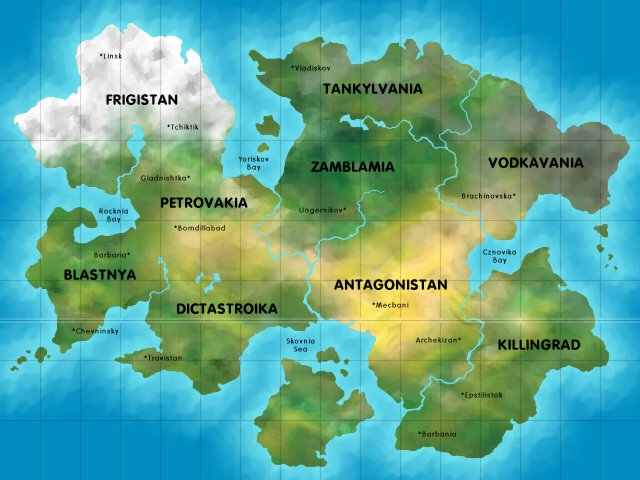 *Linsk
*Vladiskov
TANKYLVANIA
FRIGISTAN
*Tchiktik
Yoriskov
Bay
ZAMBLAMIA
VODKAVANIA
Gladnishtka*
Brachinovska*
PETROVAKIA
Ungernikov*
Rocknia
Bay
*Bomdillabad
Barbaria*
Cznovika
Bay
BLASTNYA
ANTAGONISTAN
*Mecbani
DICTASTROIKA
*Chevninsky
Skovnia
Sea
Archekizan*
KILLINGRAD
*Travistan
*Epstilistok
*Barbania